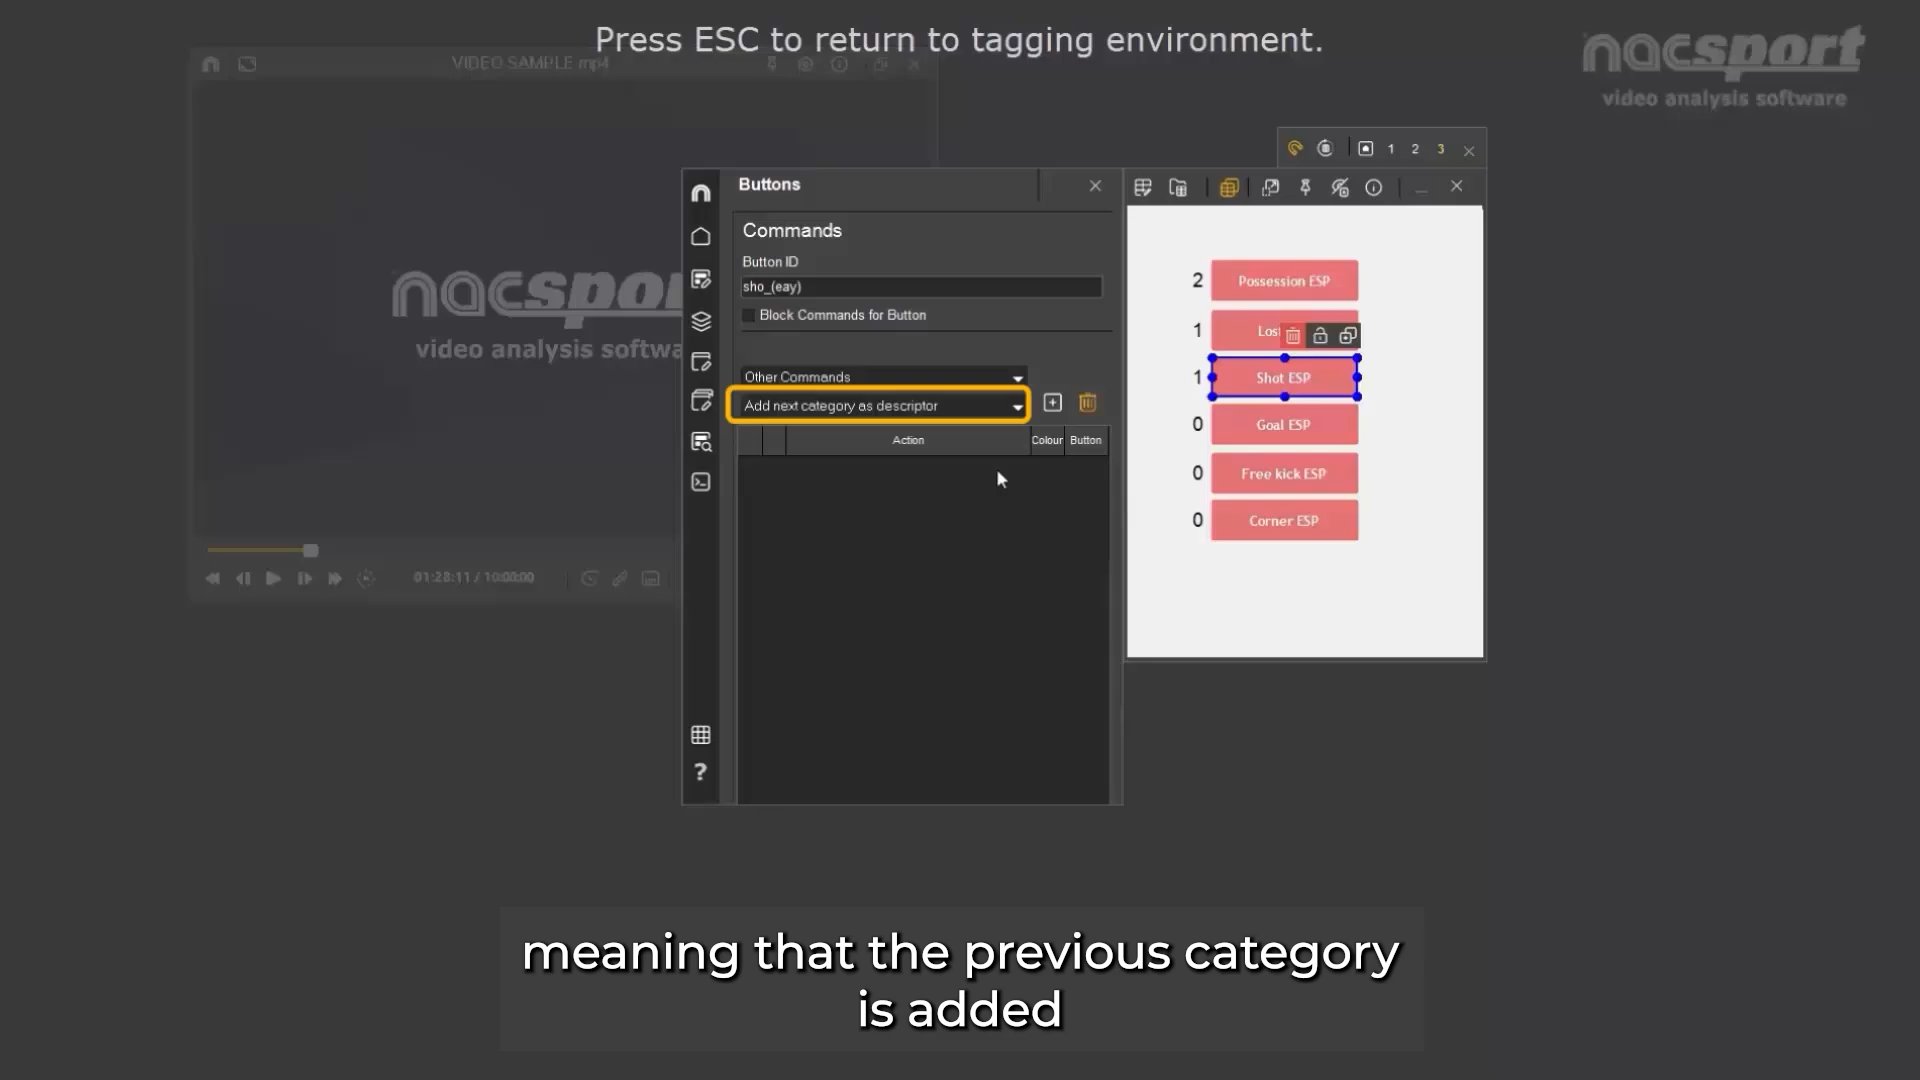 Press ESC to return to tagging environment.
VIDEO SAMPLE mp4
nacsport
video analysis software
1 2 3
Buttons
Commands
Button ID
sho_(eay)
Block Commands for Button
Other Commands
Add next category as descriptor
Action Colour Button
2 Possession ESP
1 Lost
1 Shot ESP
0 Goal ESP
0 Free kick ESP
0 Corner ESP
nacspor
video analysis softwa
01:28:11 / 10:00:00
?
meaning that the previous category
is added